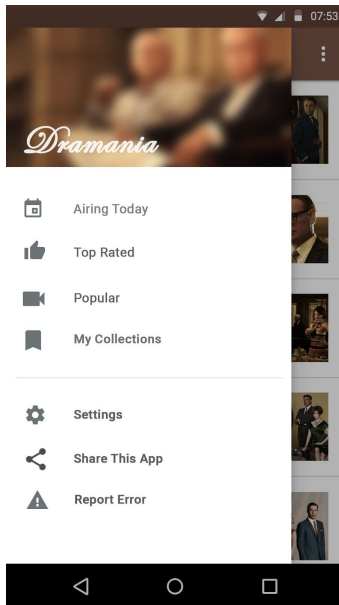 07:53
Dramania
Airing Today
Top Rated
Popular
My Collections
Settings
Share This App
Report Error